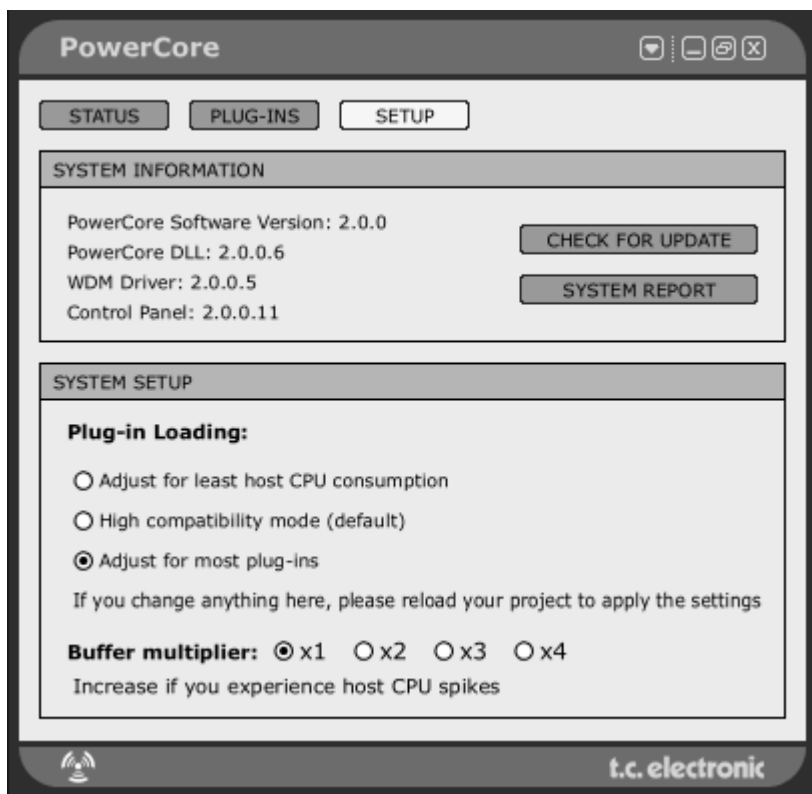 PowerCore
STATUS PLUG-INS SETUP
SYSTEM INFORMATION
PowerCore Software Version: 2.0.0
PowerCore DLL: 2.0.0.6
WDM Driver: 2.0.0.5
Control Panel: 2.0.0.11
CHECK FOR UPDATE
SYSTEM REPORT
SYSTEM SETUP
Plug-in Loading:
Adjust for least host CPU consumption
High compatibility mode (default)
Adjust for most plug-ins
If you change anything here, please reload your project to apply the settings
Buffer multiplier: x1 x2 x3 x4
Increase if you experience host CPU spikes
t.c. electronic